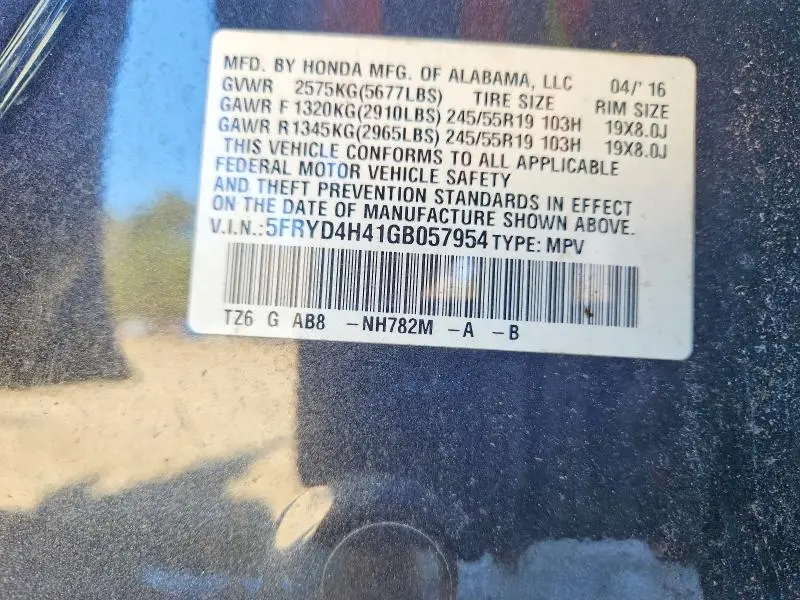 MFD. BY HONDA MFG. OF ALABAMA, LLC 04/' 16
GVWR 2575KG(5677LBS) TIRE SIZE RIM SIZE
GAWR F 1320KG(2910LBS) 245/55R19 103H 19X8.0J
GAWR R 1345KG(2965LBS) 245/55R19 103H 19X8.0J
THIS VEHICLE CONFORMS TO ALL APPLICABLE
FEDERAL MOTOR VEHICLE SAFETY
AND THEFT PREVENTION STANDARDS IN EFFECT
ON THE DATE OF MANUFACTURE SHOWN ABOVE.
V.I.N.:5FRYD4H41GB057954 TYPE: MPV
TZ6 G AB8 -NH782M -A -B